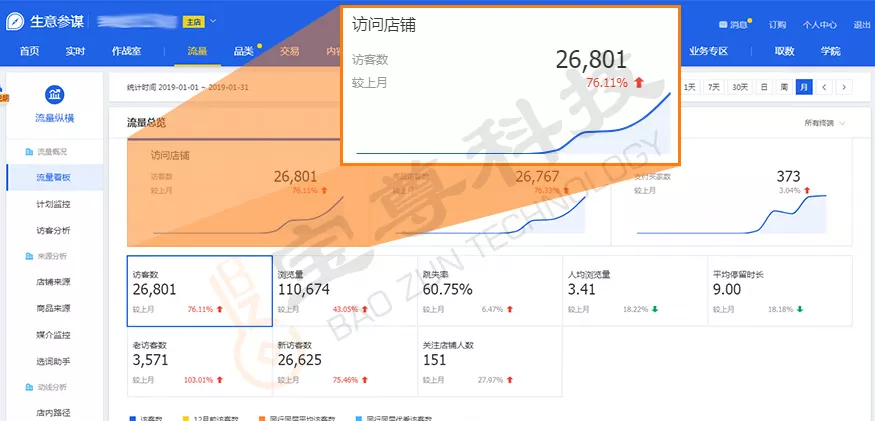 生意参谋 主店 消息 订购 个人中心 退出
首页 实时 作战室 流量 品类 交易 内容 业务专区 取数 学院
访问店铺
访客数 26,801
较上月 76.11%
统计时间 2019-01-01 ~ 2019-01-31 1天 7天 30天 日 周 月
流量纵横
流量总览 所有终端
流量概况
流量看板
计划监控
访客分析
来源分析
店铺来源
商品来源
媒介监控
选词助手
动线分析
店内路径
访问店铺
访客数 26,801
较上月 76.11%
商品访客数 26,767
较上月 76.33%
支付买家数 373
较上月 3.04%
访客数
26,801
较上月 76.11%
浏览量
110,674
较上月 43.05%
跳失率
60.75%
较上月 6.47%
人均浏览量
3.41
较上月 18.22%
平均停留时长
9.00
较上月 18.18%
老访客数
3,571
较上月 103.01%
新访客数
26,625
较上月 75.46%
关注店铺人数
151
较上月 27.97%
访客数 12月前访客数 同行同层平均访客数 同行同层优秀访客数
宝尊科技
BAO ZHUN TECHNOLOGY